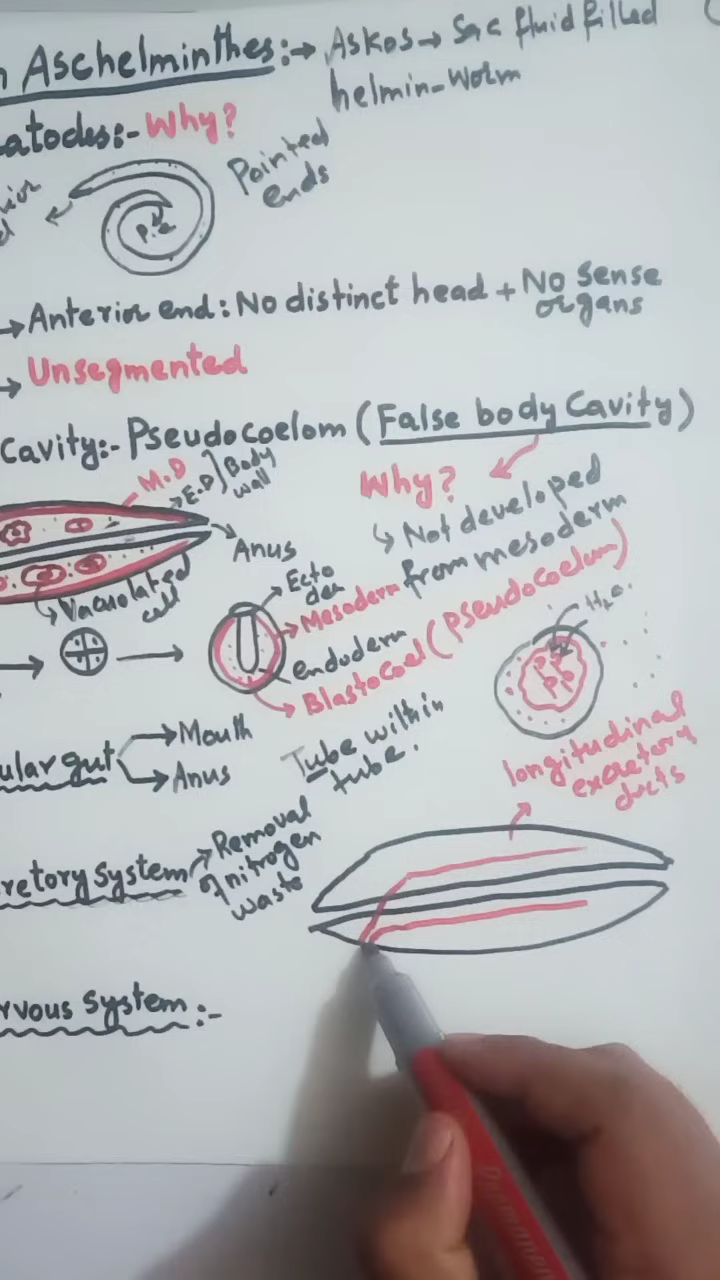 Aschelminthes:→ Askos→ Sac fluid filled
helmin-worm
atodes:- Why?
Pointed
ends
→Anterior end: No distinct head + No sense
organs
→ Unsegmented
Cavity:- Pseudocoelom (False body Cavity)
M.D
→E.D
Body
wall
Why?
↳ Not developed
from mesoderm
→Anus
↳Vacuolated
cell
Ecto
der
→Mesoderm
endoderm
→Blastocoel (Pseudocoelom)
H₂O
ular gut →Mouth
→Anus
Tube within
tube.
longitudinal
excretory
ducts
retory System →Removal
of nitrogen
waste
rvous System:-